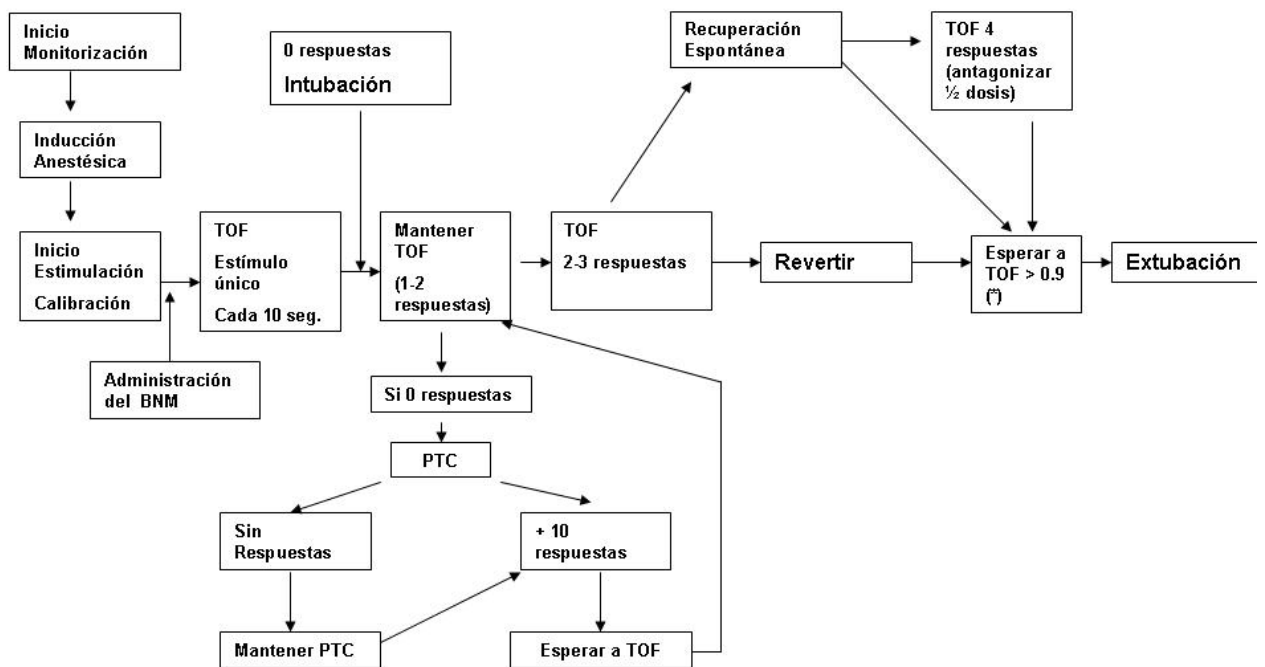 Inicio
Monitorización
0 respuestas
Intubación
Recuperación
Espontánea
TOF 4
respuestas
(antagonizar
½ dosis)
Inducción
Anestésica
Inicio
Estimulación
Calibración
TOF
Estímulo
único
Cada 10 seg.
Mantener
TOF
(1-2
respuestas)
TOF
2-3 respuestas
Revertir
Esperar a
TOF > 0.9
(*)
Extubación
Administración
del BNM
Si 0 respuestas
PTC
Sin
Respuestas
+ 10
respuestas
Mantener PTC
Esperar a TOF